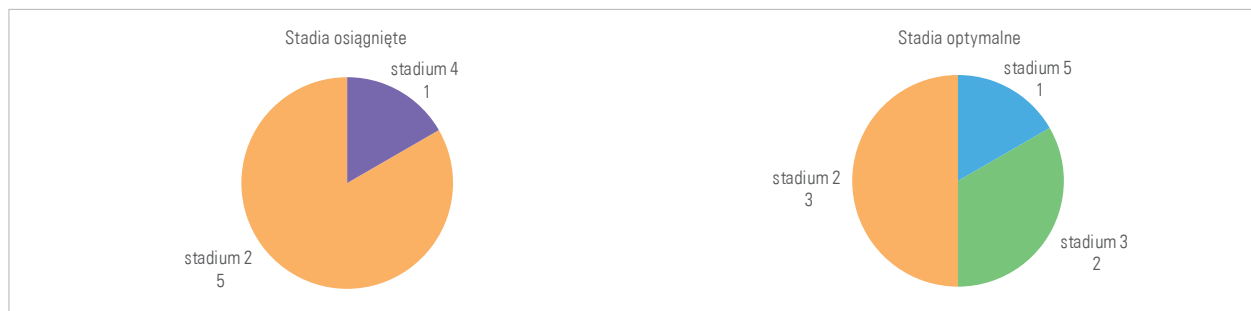 Stadia osiągnięte
stadium 4
1
stadium 2
5
Stadia optymalne
stadium 5
1
stadium 2
3
stadium 3
2